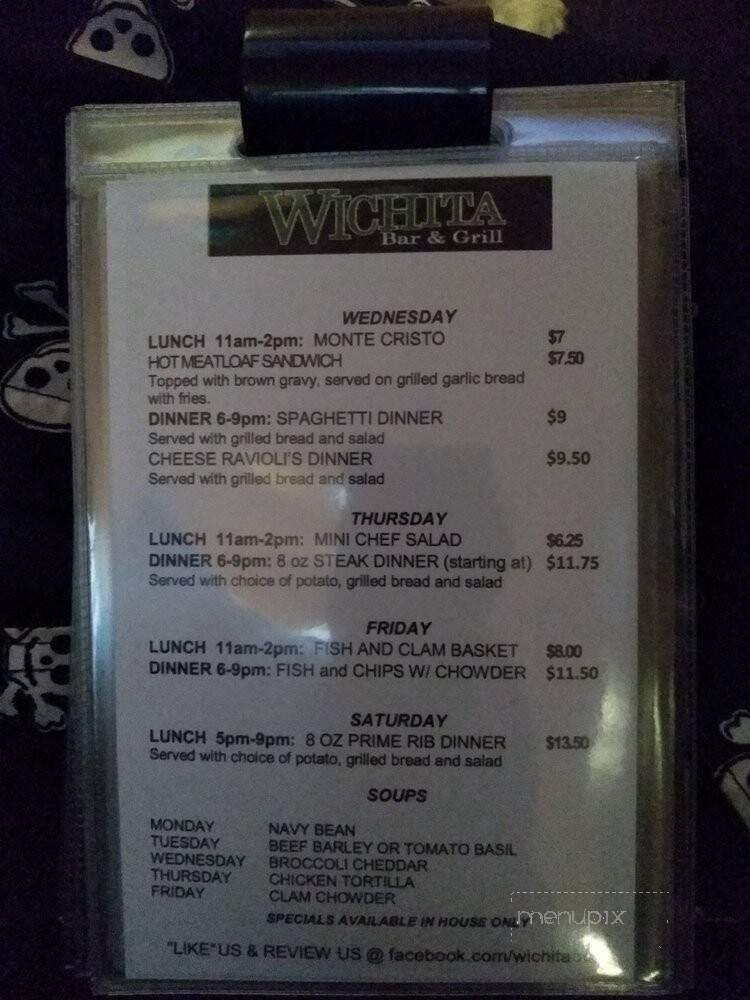 WICHITA
Bar & Grill
WEDNESDAY
LUNCH 11am-2pm: MONTE CRISTO $7
HOT MEATLOAF SANDWICH $7.50
Topped with brown gravy, served on grilled garlic bread
with fries.
DINNER 6-9pm: SPAGHETTI DINNER $9
Served with grilled bread and salad
CHEESE RAVIOLI'S DINNER $9.50
Served with grilled bread and salad
THURSDAY
LUNCH 11am-2pm: MINI CHEF SALAD $6.25
DINNER 6-9pm: 8 oz STEAK DINNER (starting at) $11.75
Served with choice of potato, grilled bread and salad
FRIDAY
LUNCH 11am-2pm: FISH AND CLAM BASKET $8.00
DINNER 6-9pm: FISH and CHIPS W/ CHOWDER $11.50
SATURDAY
LUNCH 5pm-9pm: 8 OZ PRIME RIB DINNER $13.50
Served with choice of potato, grilled bread and salad
SOUPS
MONDAY NAVY BEAN
TUESDAY BEEF BARLEY OR TOMATO BASIL
WEDNESDAY BROCCOLI CHEDDAR
THURSDAY CHICKEN TORTILLA
FRIDAY CLAM CHOWDER
SPECIALS AVAILABLE IN HOUSE ONLY
menupix
"LIKE" US & REVIEW US @ facebook.com/